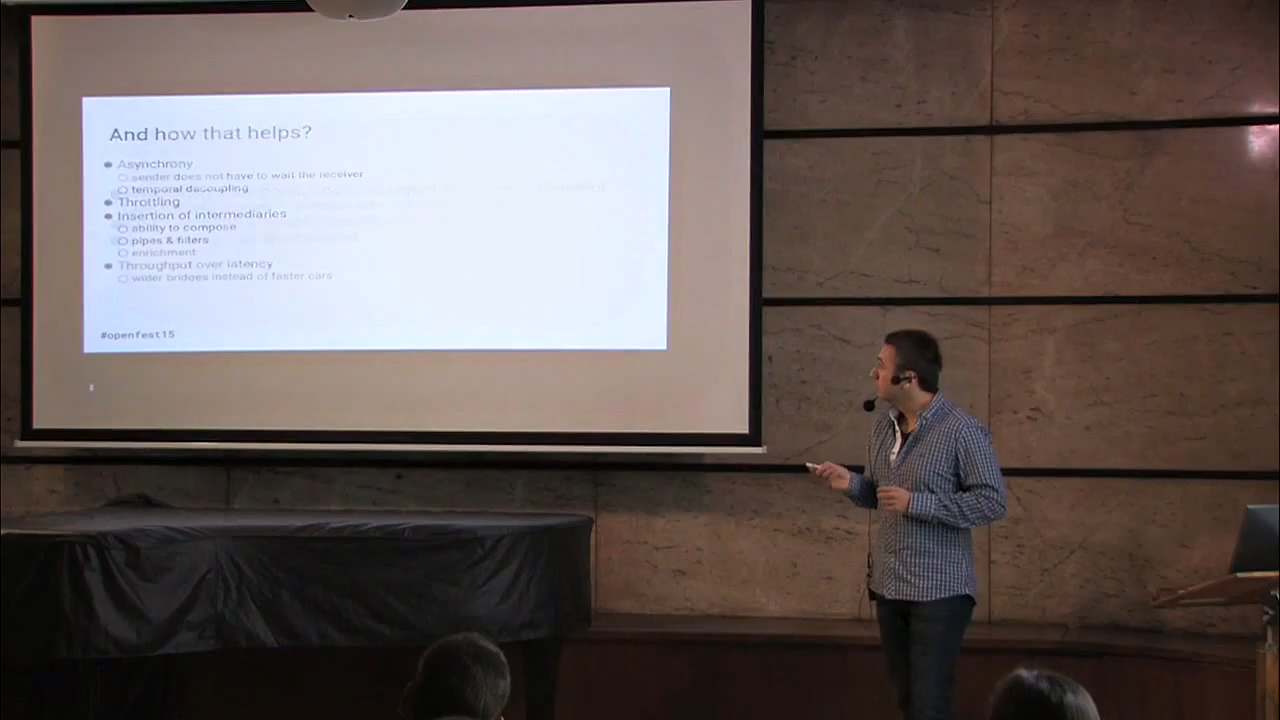 And how that helps?
Asynchrony
sender does not have to wait the receiver
temporal decoupling
Throttling
Insertion of intermediaries
ability to compose
pipes & filters
enrichment
Throughput over latency
wider bridges instead of faster cars
#openfest15